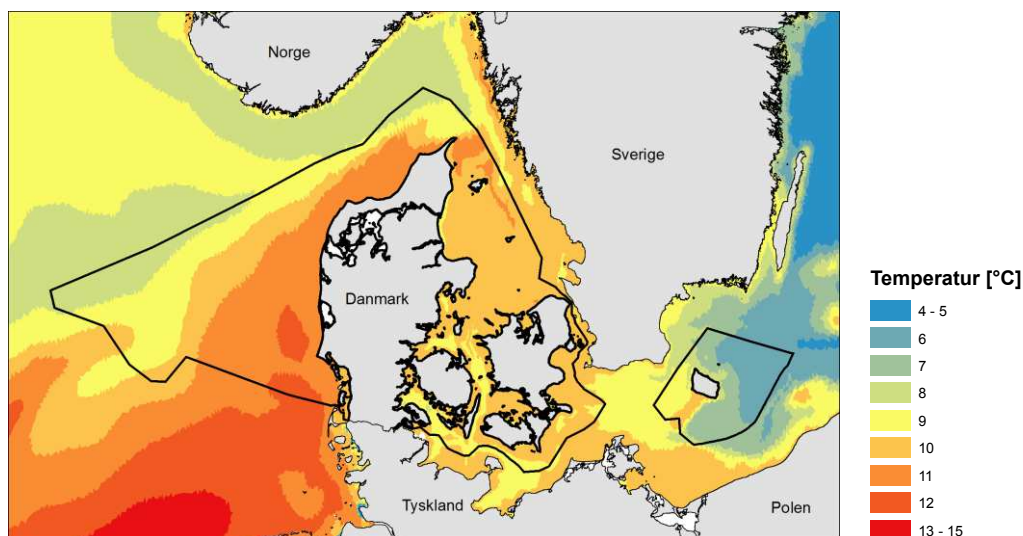 Norge
Sverige
Danmark
Tyskland
Polen
Temperatur [°C]
4 - 5
6
7
8
9
10
11
12
13 - 15